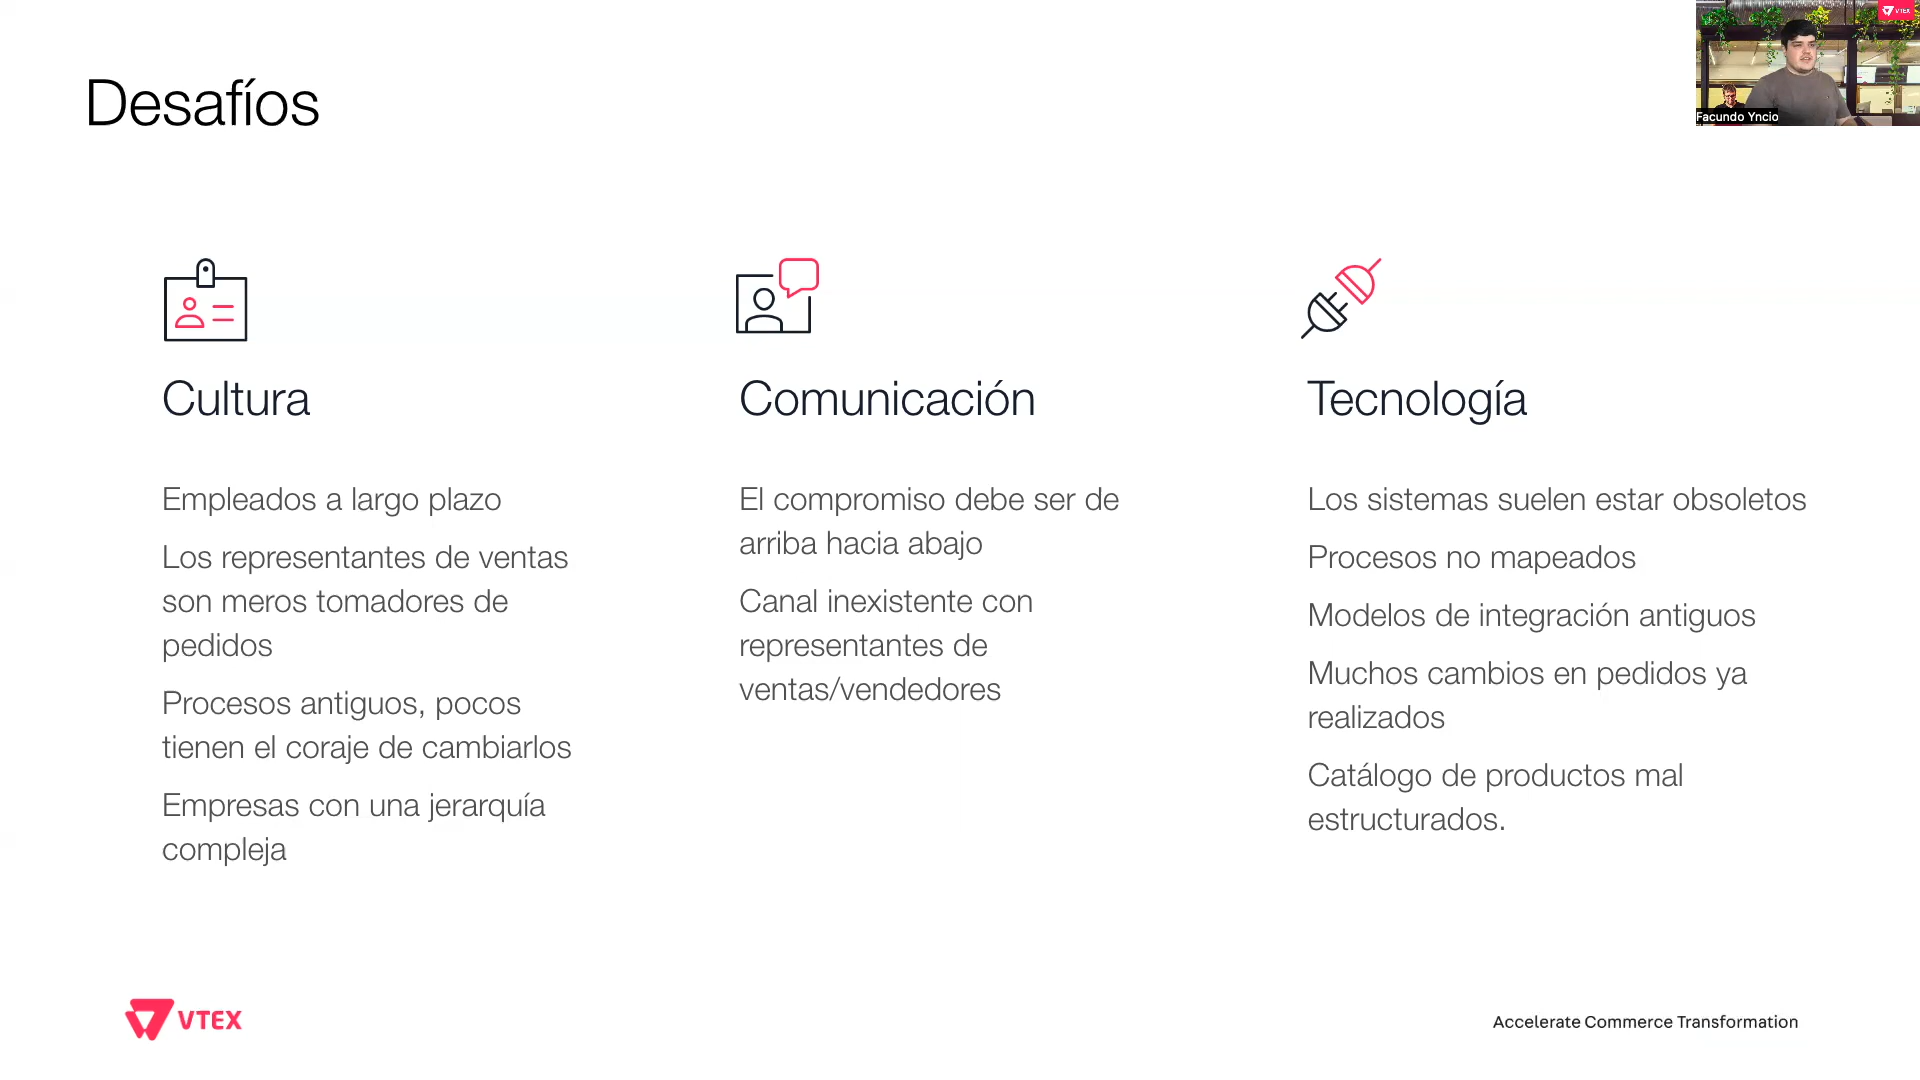 Desafíos
VTEX
Facundo Yncio
Cultura
Empleados a largo plazo
Los representantes de ventas
son meros tomadores de
pedidos
Procesos antiguos, pocos
tienen el coraje de cambiarlos
Empresas con una jerarquía
compleja
Comunicación
El compromiso debe ser de
arriba hacia abajo
Canal inexistente con
representantes de
ventas/vendedores
Tecnología
Los sistemas suelen estar obsoletos
Procesos no mapeados
Modelos de integración antiguos
Muchos cambios en pedidos ya
realizados
Catálogo de productos mal
estructurados.
VTEX
Accelerate Commerce Transformation